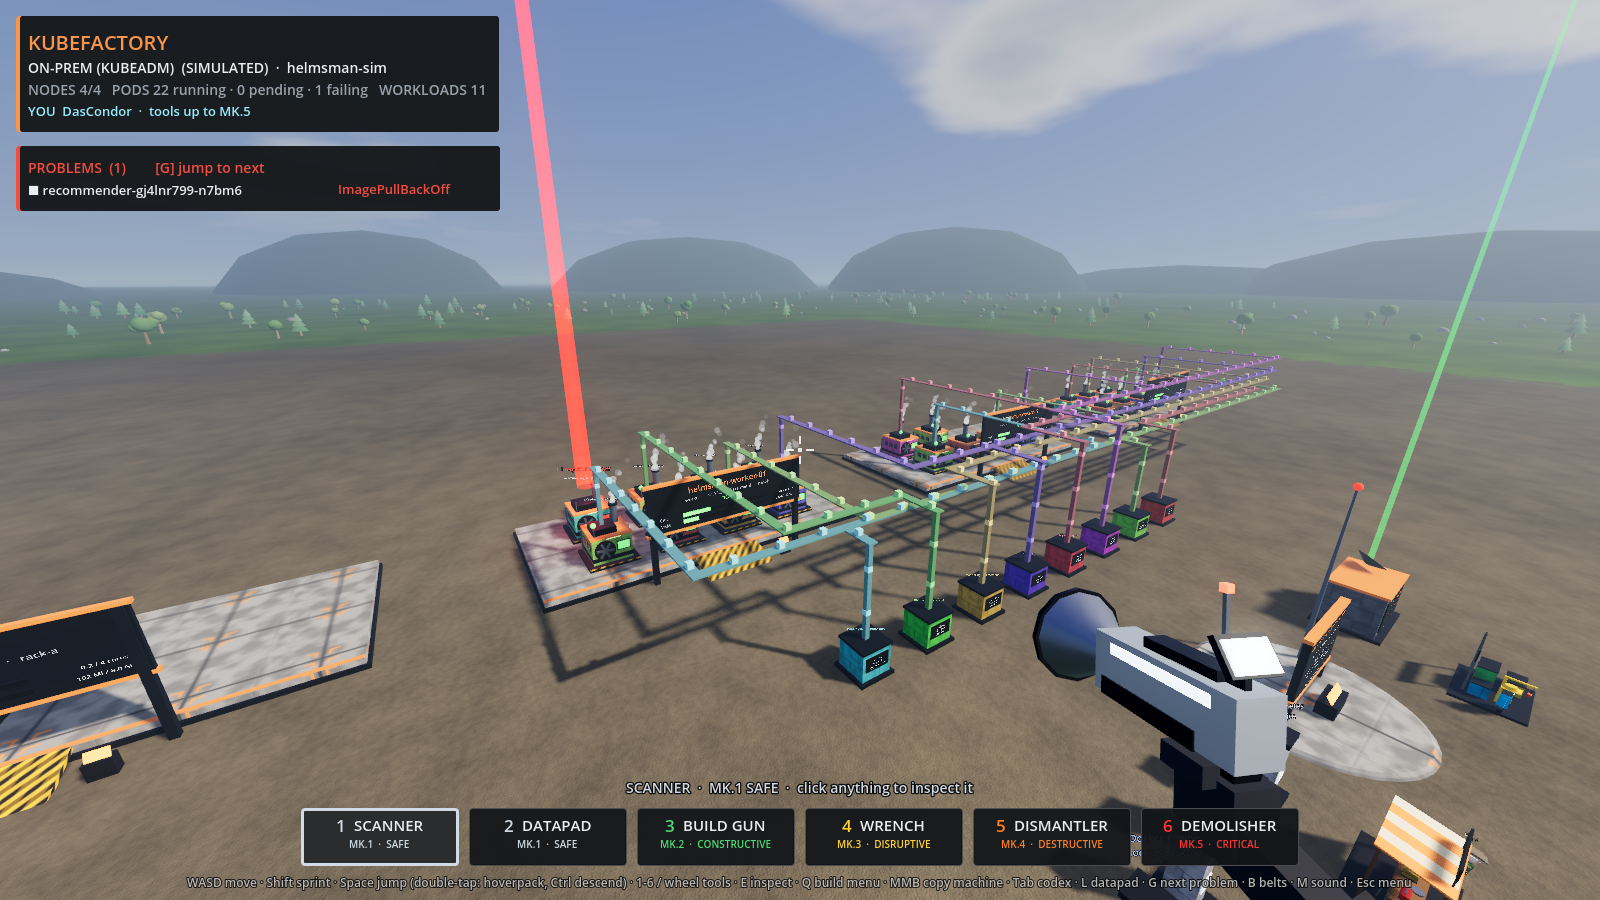 KUBEFACTORY
ON-PREM (KUBEADM) (SIMULATED) · helmsman-sim
NODES 4/4 PODS 22 running · 0 pending · 1 failing WORKLOADS 11
YOU DasCondor · tools up to MK.5
PROBLEMS (1) [G] jump to next
recommender-gj4lnr799-n7bm6 ImagePullBackOff
helmsman-worker-01
· rack-a
SCANNER · MK.1 SAFE · click anything to inspect it
1 SCANNER
MK.1 · SAFE
2 DATAPAD
MK.1 · SAFE
3 BUILD GUN
MK.2 · CONSTRUCTIVE
4 WRENCH
MK.3 · DISRUPTIVE
5 DISMANTLER
MK.4 · DESTRUCTIVE
6 DEMOLISHER
MK.5 · CRITICAL
WASD move · Shift sprint · Space jump (double-tap: hoverpack, Ctrl descend) · 1-6 / wheel tools · E inspect · Q build menu · MMB copy machine · Tab codex · L datapad · G next problem · B belts · M sound · Esc menu